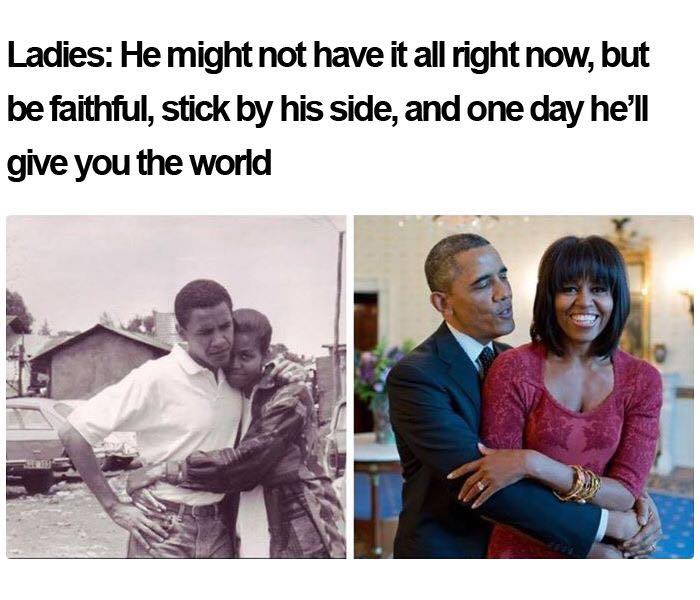 Ladies: He might not have it all right now, but
be faithful, stick by his side, and one day he’ll
give you the world